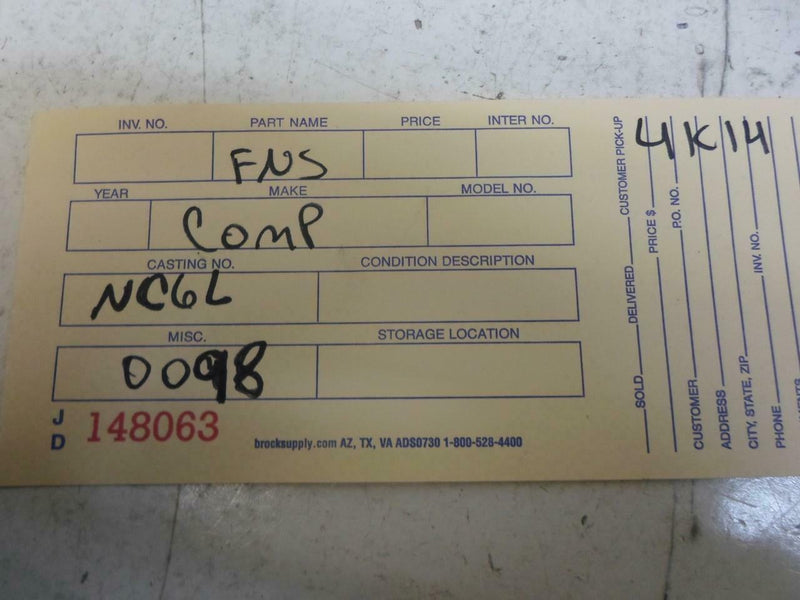 INV. NO. PART NAME PRICE INTER NO.
FNS
YEAR MAKE MODEL NO.
COMP
CASTING NO. CONDITION DESCRIPTION
NC6L
MISC. STORAGE LOCATION
0098
J D 148063
brocksupply.com AZ, TX, VA ADS0730 1-800-528-4400
4K14
SOLD DELIVERED CUSTOMER PICK-UP
PRICE $
P.O. NO.
CUSTOMER
ADDRESS
CITY, STATE, ZIP
INV. NO.
PHONE